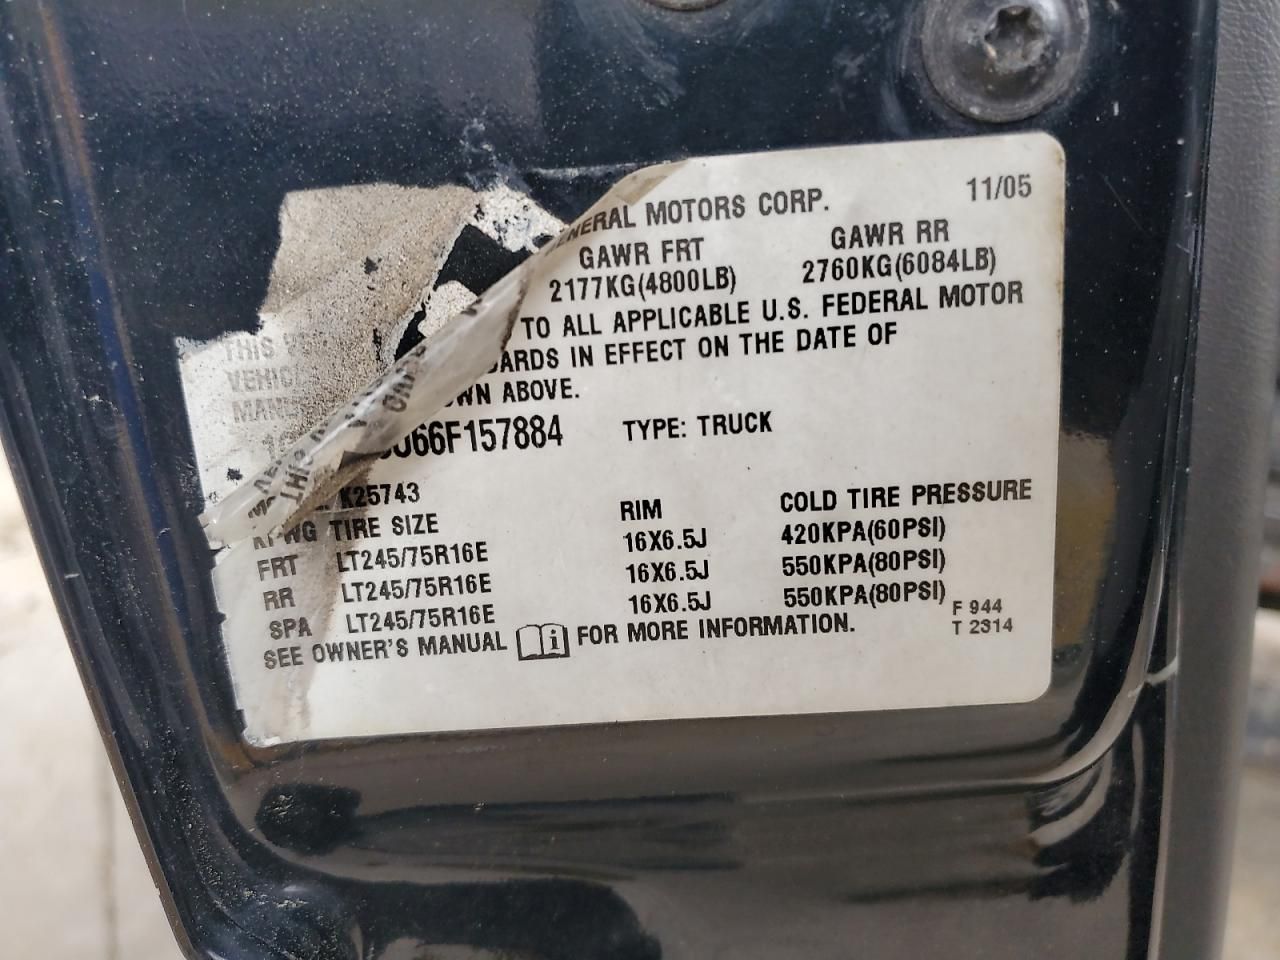 GENERAL MOTORS CORP. 11/05
GAWR FRT GAWR RR
2177KG(4800LB) 2760KG(6084LB)
THIS TO ALL APPLICABLE U.S. FEDERAL MOTOR
IN EFFECT ON THE DATE OF
ABOVE.
66F157884 TYPE: TRUCK
K25743
TIRE SIZE RIM COLD TIRE PRESSURE
FRT LT245/75R16E 16X6.5J 420KPA(60PSI)
RR LT245/75R16E 16X6.5J 550KPA(80PSI)
SPA LT245/75R16E 16X6.5J 550KPA(80PSI)
SEE OWNER'S MANUAL FOR MORE INFORMATION.
F 944
T 2314